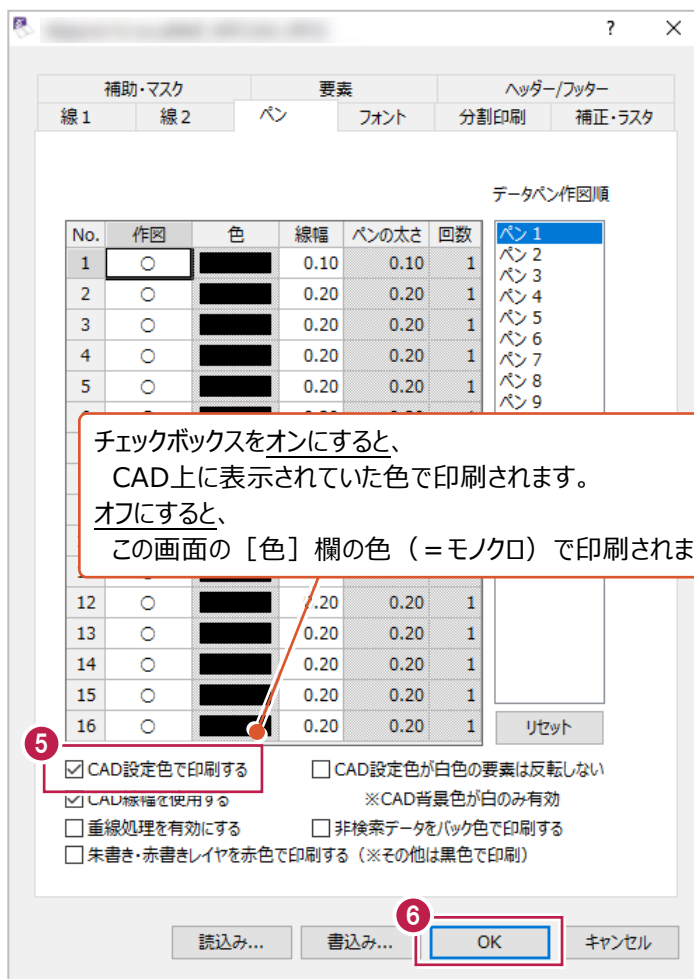 ?
補助・マスク 要素 ヘッダー/フッター
線1 線2 ペン フォント 分割印刷 補正・ラスタ
データペン作図順
No. 作図 色 線幅 ペンの太さ 回数
1 ○ 0.10 0.10 1
2 ○ 0.20 0.20 1
3 ○ 0.20 0.20 1
4 ○ 0.20 0.20 1
5 ○ 0.20 0.20 1
ペン 1
ペン 2
ペン 3
ペン 4
ペン 5
ペン 6
ペン 7
ペン 8
ペン 9
チェックボックスをオンにすると、
CAD上に表示されていた色で印刷されます。
オフにすると、
この画面の［色］欄の色（＝モノクロ）で印刷されま
12 ○ 0.20 0.20 1
13 ○ 0.20 0.20 1
14 ○ 0.20 0.20 1
15 ○ 0.20 0.20 1
16 ○ 0.20 0.20 1
リセット
5
CAD設定色で印刷する
CAD設定色が白色の要素は反転しない
CAD線幅を使用する
※CAD背景色が白のみ有効
重線処理を有効にする
非検索データをバック色で印刷する
朱書き・赤書きレイヤを赤色で印刷する（※その他は黒色で印刷）
6
読込み... 書込み... OK キャンセル